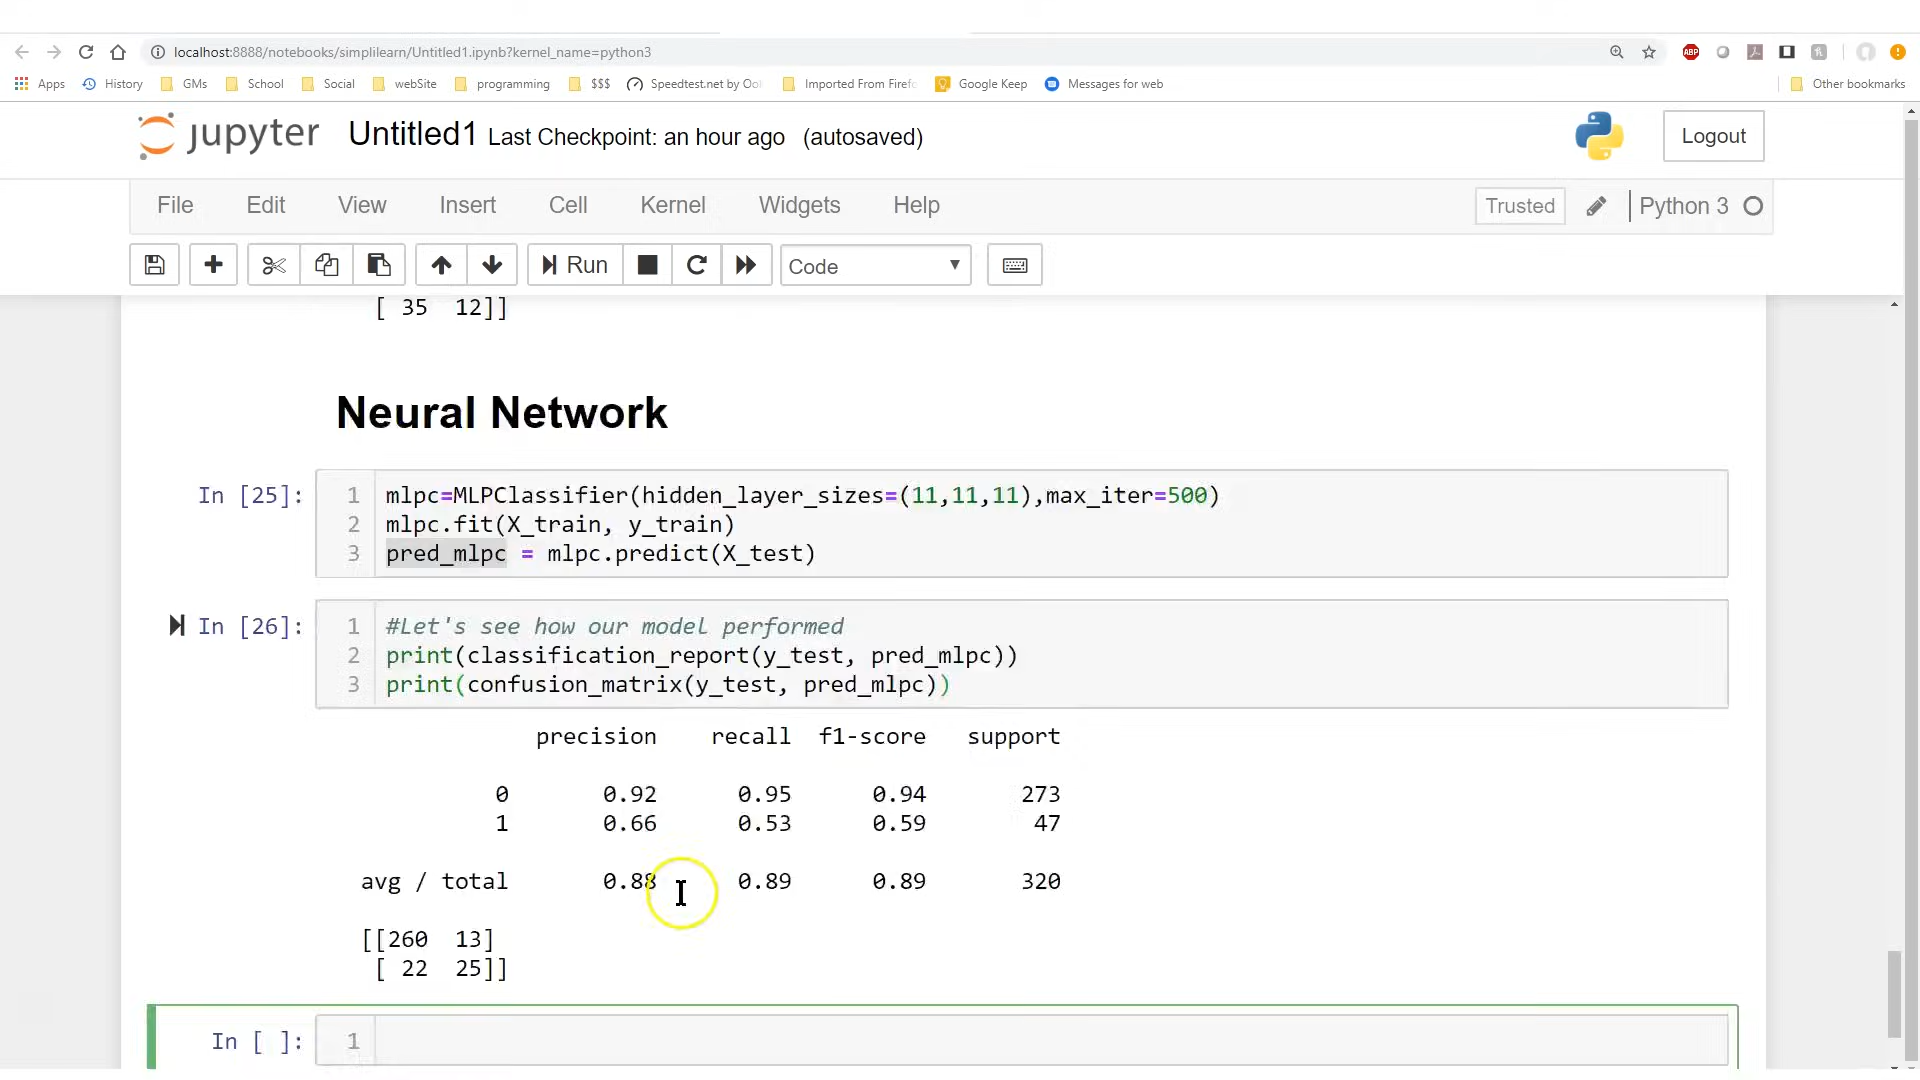 localhost:8888/notebooks/simplilearn/Untitled1.ipynb?kernel_name=python3
ABP
Apps History GMs School Social webSite programming $$$ Speedtest.net by Oo Imported From Firef Google Keep Messages for web Other bookmarks
jupyter Untitled1 Last Checkpoint: an hour ago (autosaved) Logout
File Edit View Insert Cell Kernel Widgets Help Trusted Python 3
Run Code
[ 35 12]]
Neural Network
In [25]: 1 mlpc=MLPClassifier(hidden_layer_sizes=(11,11,11),max_iter=500)
2 mlpc.fit(X_train, y_train)
3 pred_mlpc = mlpc.predict(X_test)
In [26]: 1 #Let's see how our model performed
2 print(classification_report(y_test, pred_mlpc))
3 print(confusion_matrix(y_test, pred_mlpc))
precision recall f1-score support
0 0.92 0.95 0.94 273
1 0.66 0.53 0.59 47
avg / total 0.88 0.89 0.89 320
[[260 13]
[ 22 25]]
In [ ]: 1